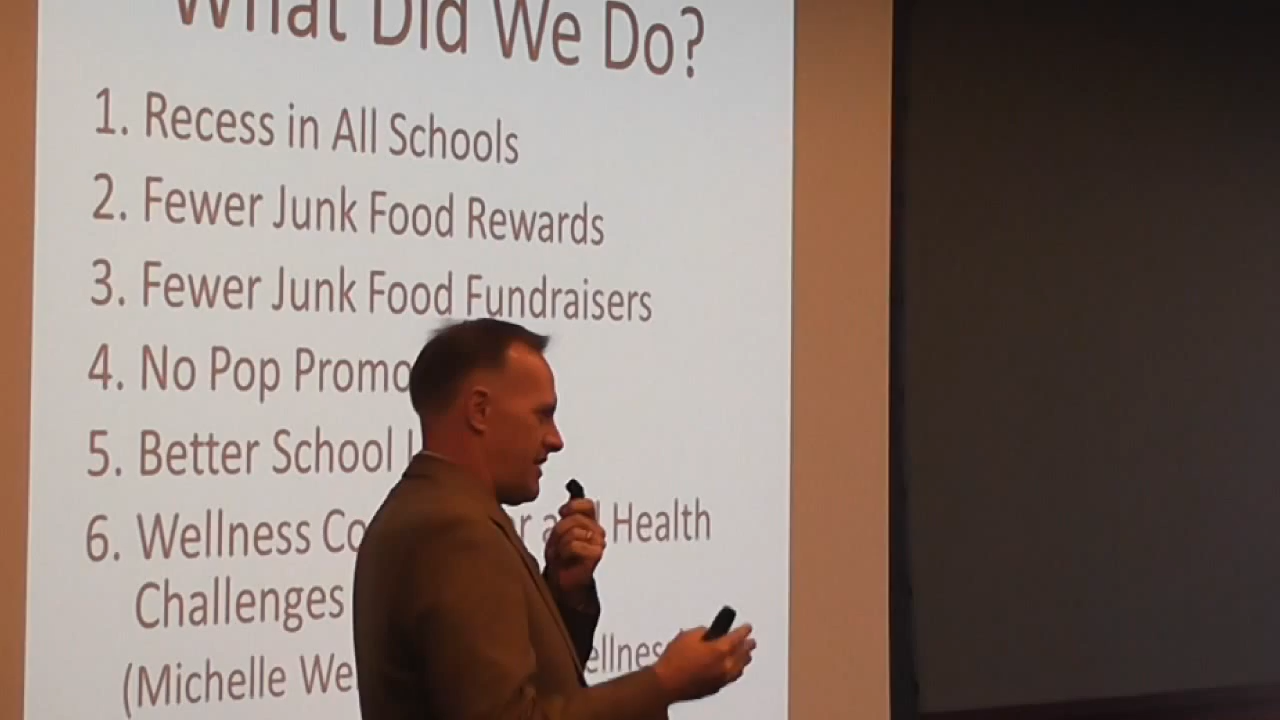 What Did We Do?
1. Recess in All Schools
2. Fewer Junk Food Rewards
3. Fewer Junk Food Fundraisers
4. No Pop Promo
5. Better School
6. Wellness Co r a Health
Challenges
(Michelle We ellness